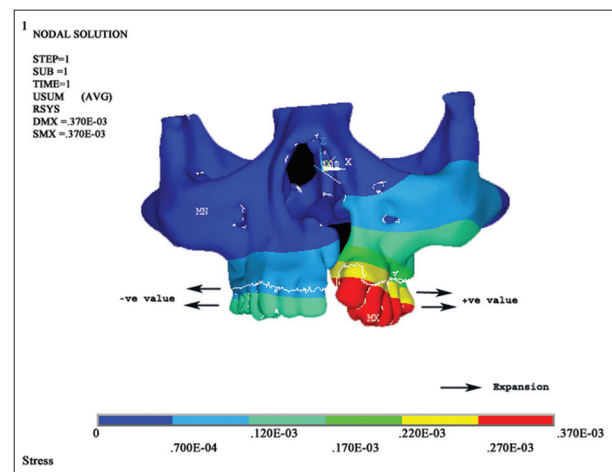 1
NODAL SOLUTION
STEP=1
SUB =1
TIME=1
USUM (AVG)
RSYS
DMX =.370E-03
SMX =.370E-03
Z
X
MN
-ve value
+ve value
MX
Expansion
0 .120E-03 .220E-03 .370E-03
.700E-04 .170E-03 .270E-03
Stress